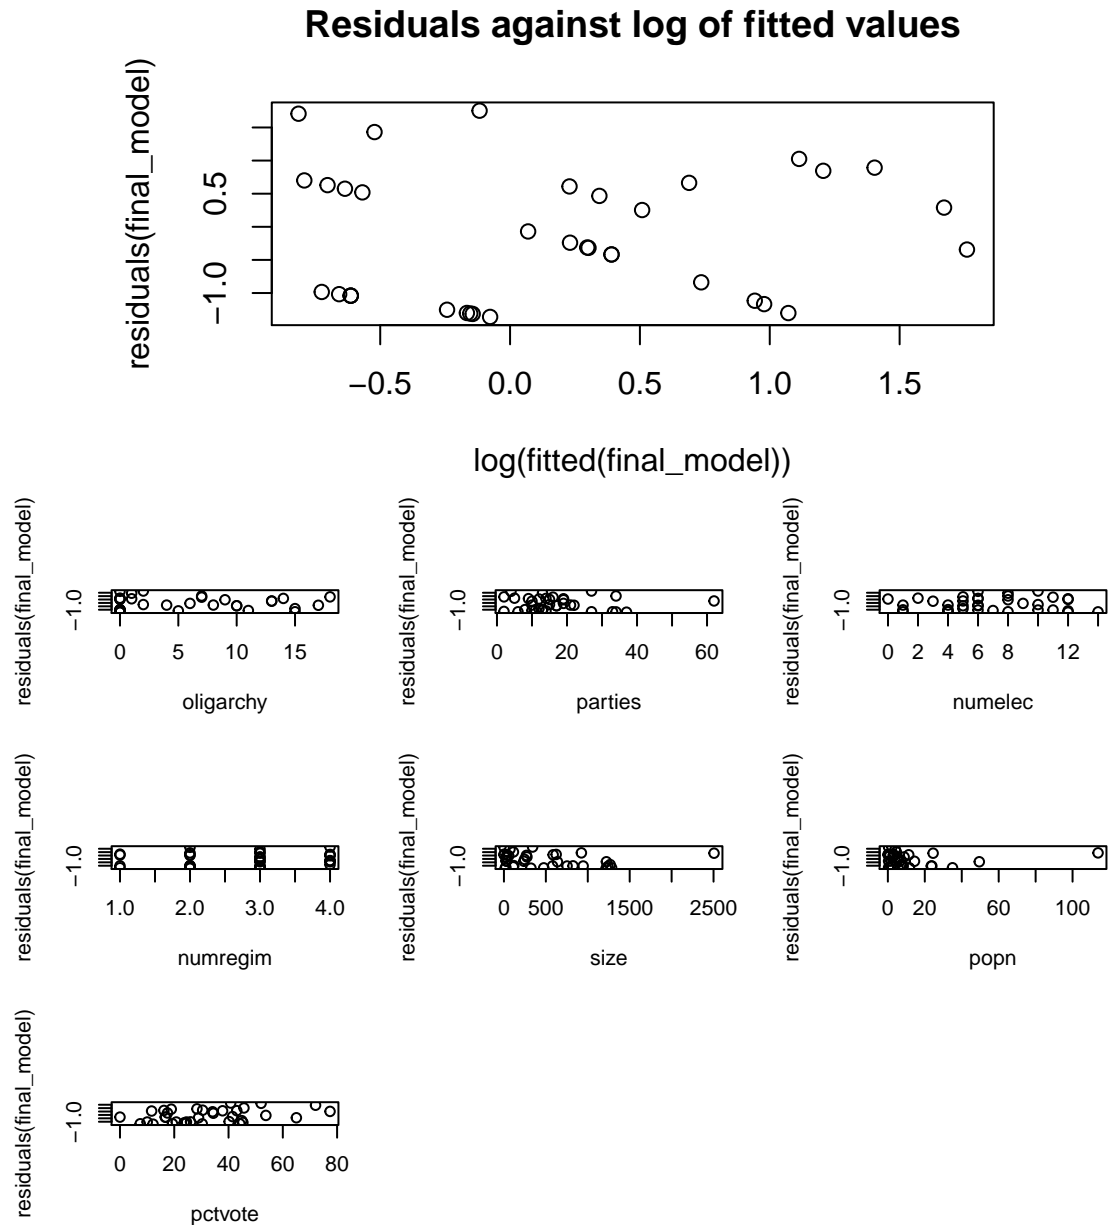 Residuals against log of fitted values
residuals(final_model)
0.5
−1.0
−0.5 0.0 0.5 1.0 1.5
log(fitted(final_model))
residuals(final_model)
−1.0
0 5 10 15
oligarchy
residuals(final_model)
−1.0
0 20 40 60
parties
residuals(final_model)
−1.0
0 2 4 6 8 12
numelec
residuals(final_model)
−1.0
1.0 2.0 3.0 4.0
numregim
residuals(final_model)
−1.0
0 500 1500 2500
size
residuals(final_model)
−1.0
0 20 60 100
popn
residuals(final_model)
−1.0
0 20 40 60 80
pctvote